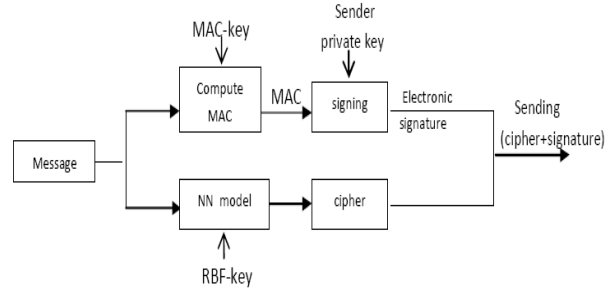 MAC-key
Sender
private key
Compute
MAC
MAC
signing
Electronic
signature
Sending
(cipher+signature)
Message
NN model
cipher
RBF-key